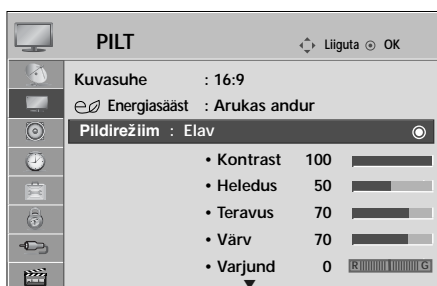 PILT Liiguta OK
Kuvasuhe : 16:9
Energiasääst : Arukas andur
Pildirežiim : Elav
• Kontrast 100
• Heledus 50
• Teravus 70
• Värv 70
• Varjund 0 R G